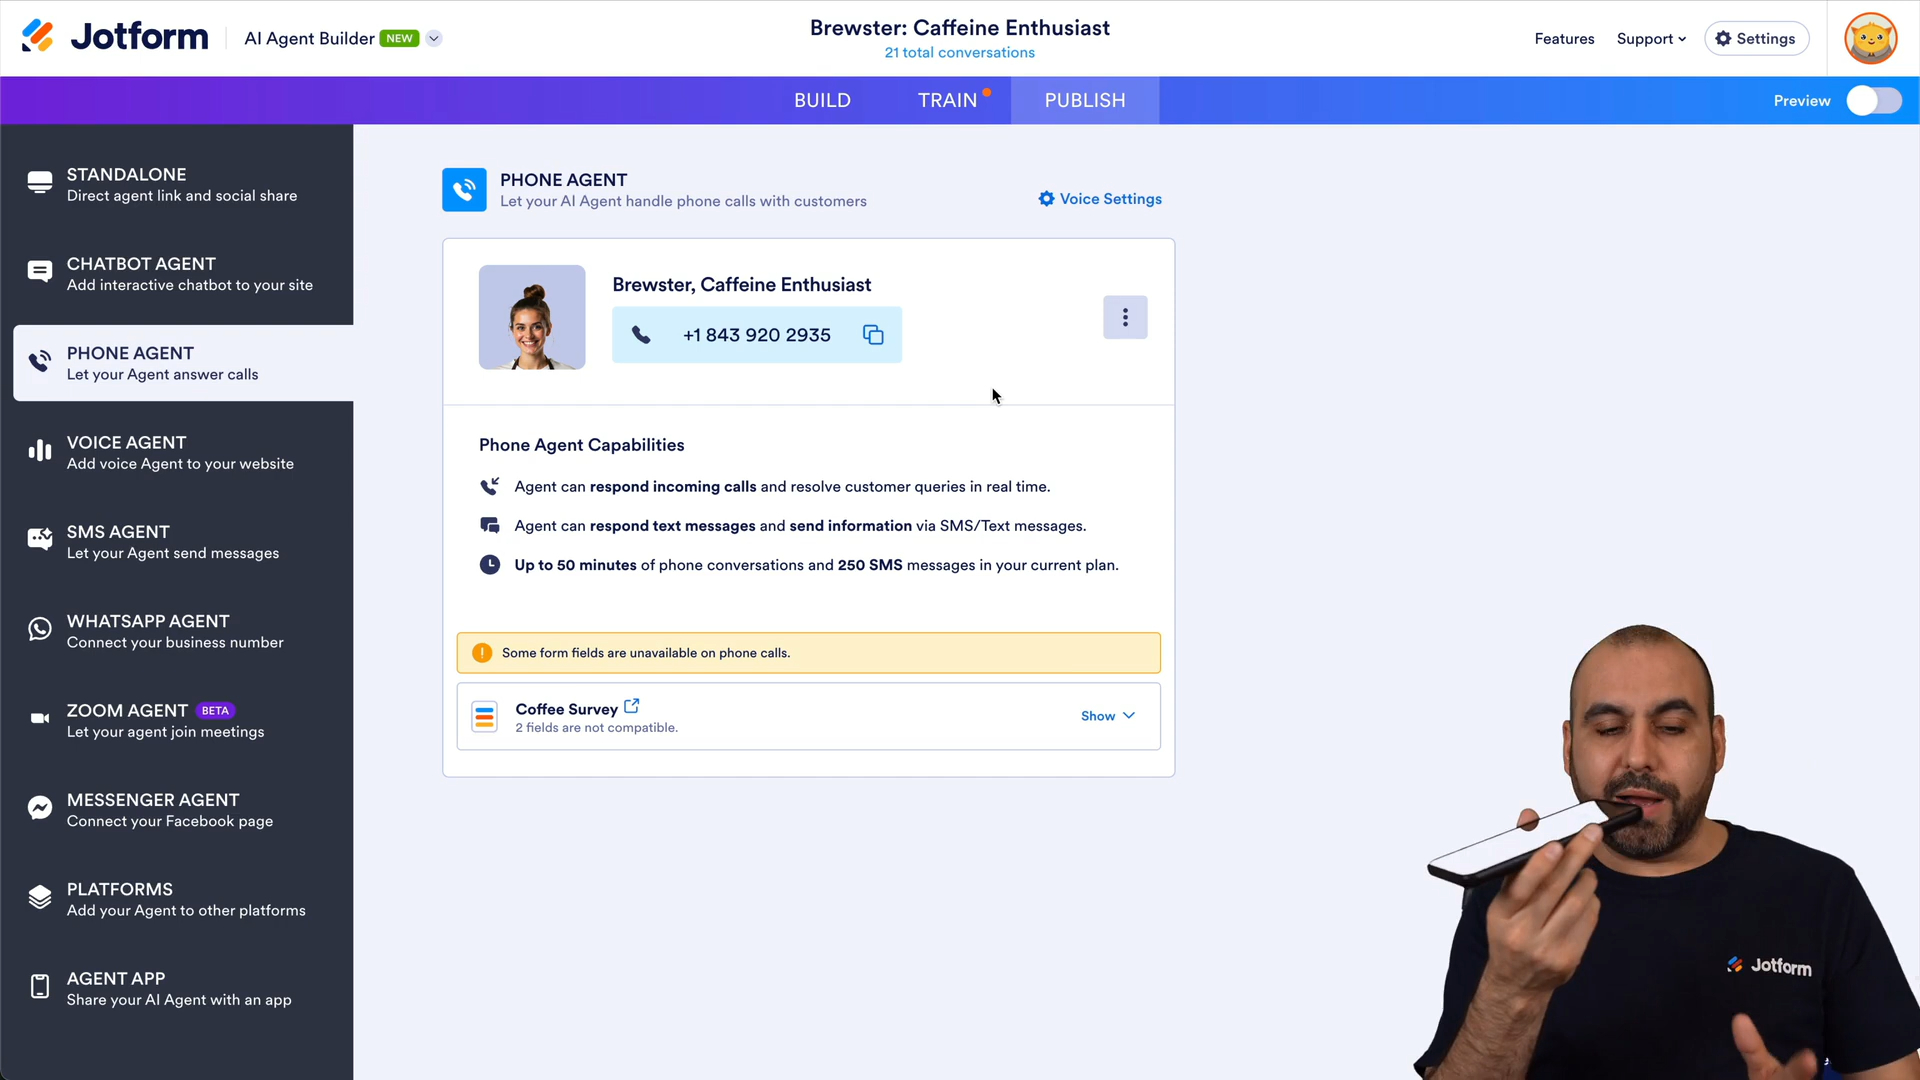 Jotform
AI Agent Builder NEW
Brewster: Caffeine Enthusiast
21 total conversations
Features
Support
Settings
BUILD
TRAIN
PUBLISH
Preview
STANDALONE
Direct agent link and social share
CHATBOT AGENT
Add interactive chatbot to your site
PHONE AGENT
Let your Agent answer calls
VOICE AGENT
Add voice Agent to your website
SMS AGENT
Let your Agent send messages
WHATSAPP AGENT
Connect your business number
ZOOM AGENT BETA
Let your agent join meetings
MESSENGER AGENT
Connect your Facebook page
PLATFORMS
Add your Agent to other platforms
AGENT APP
Share your AI Agent with an app
PHONE AGENT
Let your AI Agent handle phone calls with customers
Voice Settings
Brewster, Caffeine Enthusiast
+1 843 920 2935
Phone Agent Capabilities
Agent can respond incoming calls and resolve customer queries in real time.
Agent can respond text messages and send information via SMS/Text messages.
Up to 50 minutes of phone conversations and 250 SMS messages in your current plan.
Some form fields are unavailable on phone calls.
Coffee Survey
2 fields are not compatible.
Show
Jotform